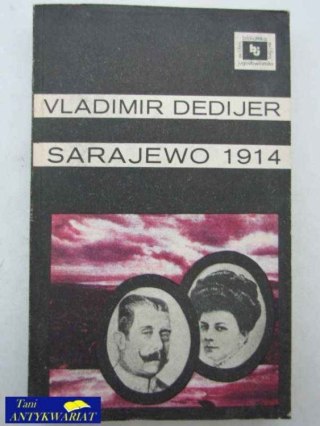 VLADIMIR DEDIJER
SARAJEWO 1914
Tani
ANTYKWARIAT